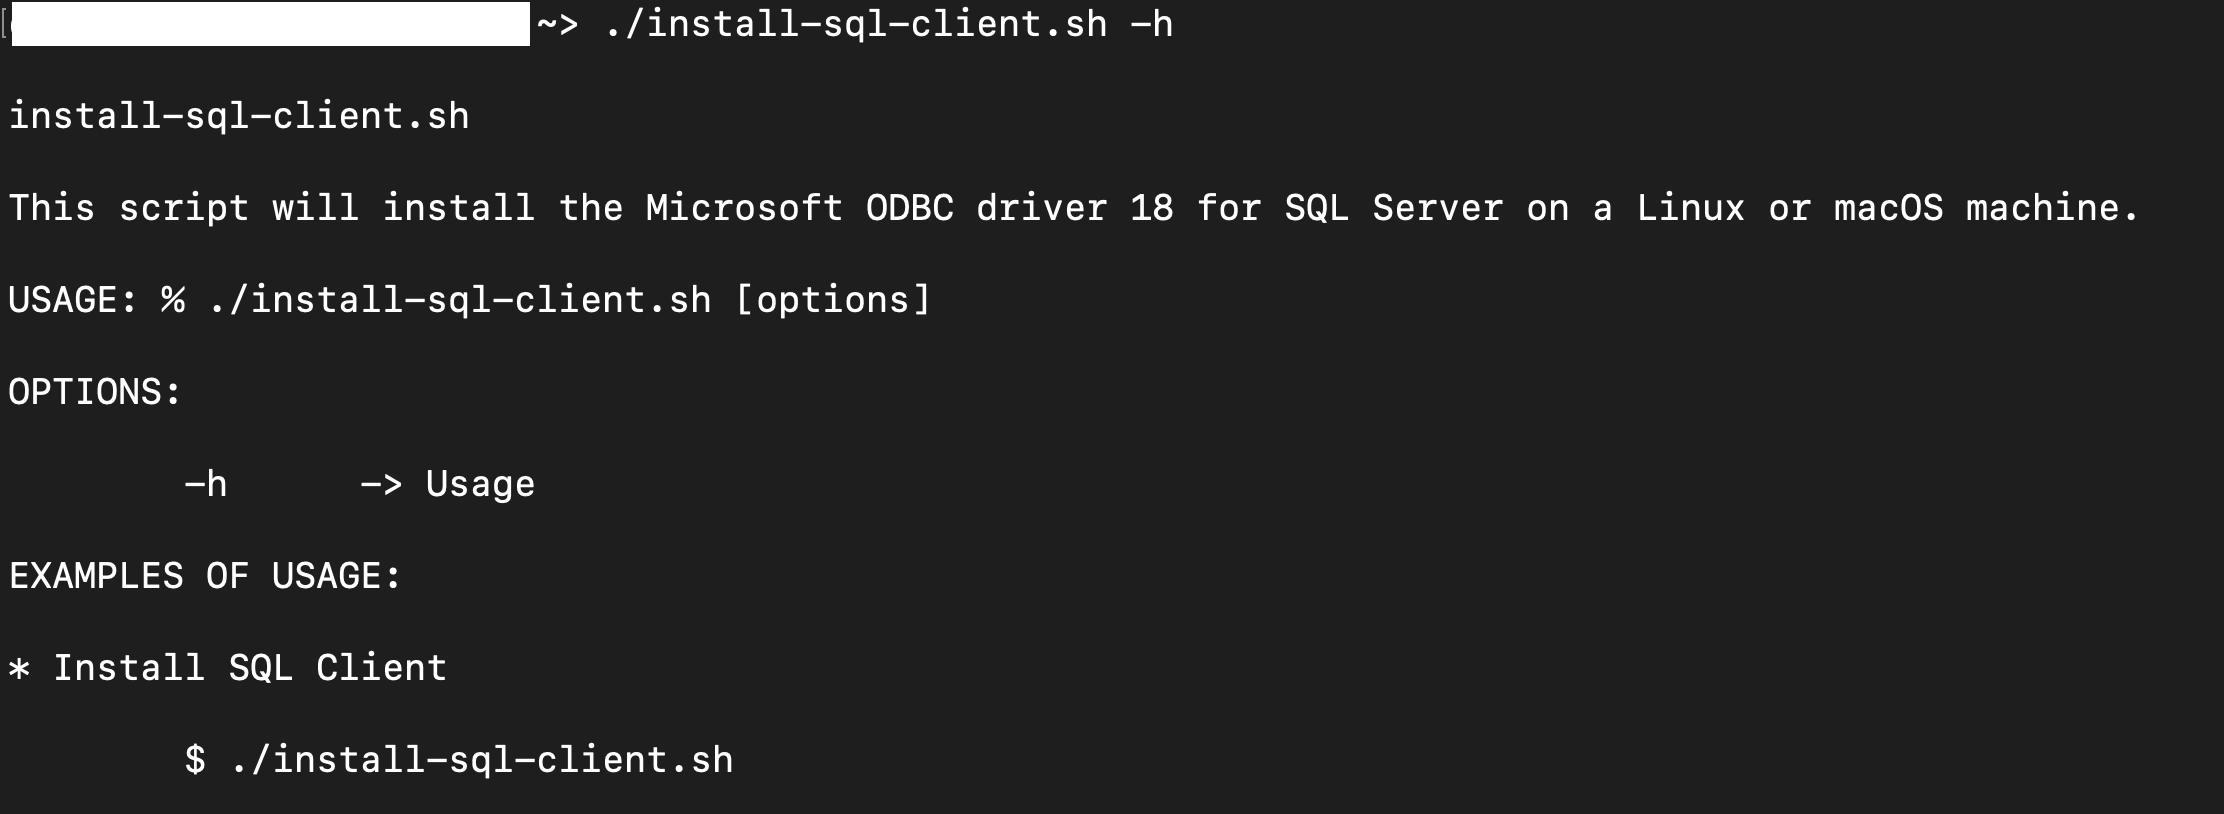 ~> ./install-sql-client.sh -h
install-sql-client.sh
This script will install the Microsoft ODBC driver 18 for SQL Server on a Linux or macOS machine.
USAGE: % ./install-sql-client.sh [options]
OPTIONS:
-h -> Usage
EXAMPLES OF USAGE:
* Install SQL Client
$ ./install-sql-client.sh